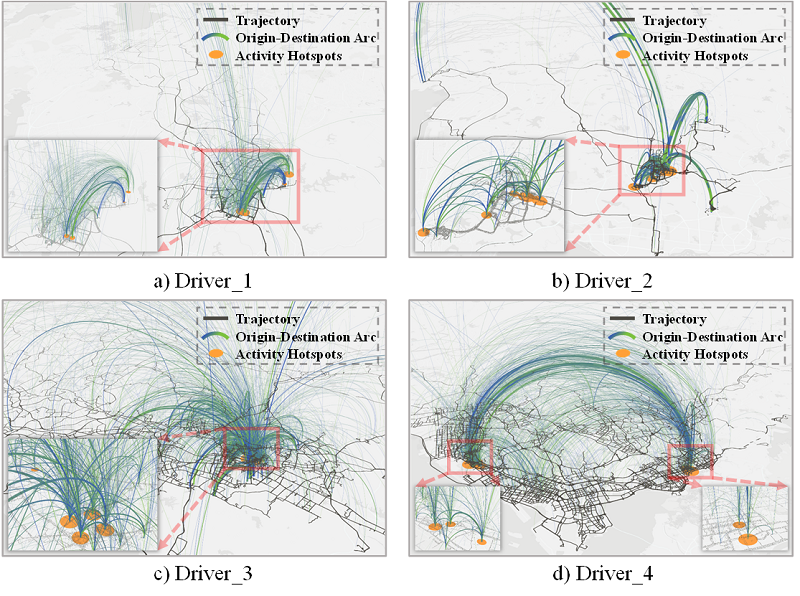 Trajectory
Origin-Destination Arc
Activity Hotspots
Trajectory
Origin-Destination Arc
Activity Hotspots
a) Driver_1
b) Driver_2
Trajectory
Origin-Destination Arc
Activity Hotspots
Trajectory
Origin-Destination Arc
Activity Hotspots
c) Driver_3
d) Driver_4